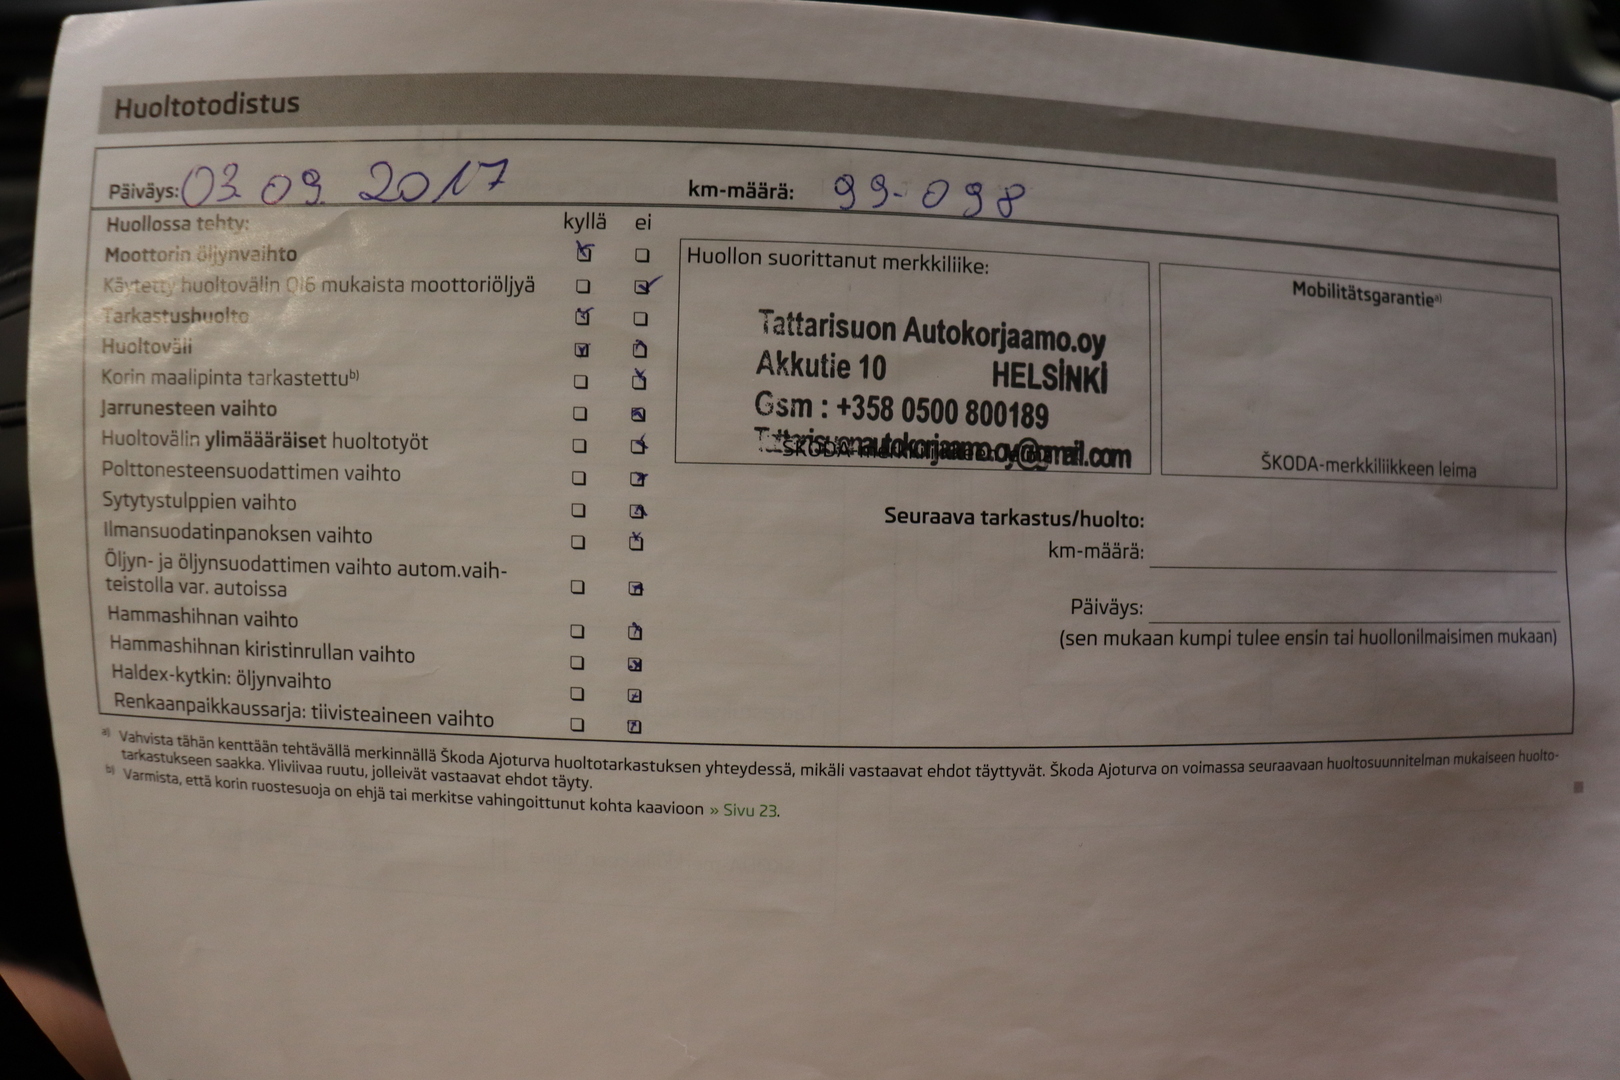 Huoltotodistus
Päiväys: 03 09 2017 km-määrä: 99-098
Huollossa tehty: kyllä ei
Moottorin öljynvaihto
Käytetty huoltovälin QI6 mukaista moottoriöljyä
Tarkastushuolto
Huoltoväli
Korin maalipinta tarkastettu b)
Jarrunesteen vaihto
Huoltovälin ylimääääräiset huoltotyöt
Polttonesteensuodattimen vaihto
Sytytystulppien vaihto
Ilmansuodatinpanoksen vaihto
Öljyn- ja öljynsuodattimen vaihto autom.vaih-
teistolla var. autoissa
Hammashihnan vaihto
Hammashihnan kiristinrullan vaihto
Haldex-kytkin: öljynvaihto
Renkaanpaikkaussarja: tiivisteaineen vaihto
Huollon suorittanut merkkiliike:
Tattarisuon Autokorjaamo.oy
Akkutie 10 HELSİNKİ
Gsm : +358 0500 800189
Tattarisuonautokorjaamo.oy@gmail.com
Mobilitätsgarantie a)
ŠKODA-merkkiliikkeen leima
Seuraava tarkastus/huolto:
km-määrä:
Päiväys:
(sen mukaan kumpi tulee ensin tai huollonilmaisimen mukaan)
a) Vahvista tähän kenttään tehtävällä merkinnällä Škoda Ajoturva huoltotarkastuksen yhteydessä, mikäli vastaavat ehdot täyttyvät. Škoda Ajoturva on voimassa seuraavaan huoltosuunnitelman mukaiseen huolto-
tarkastukseen saakka. Yliviivaa ruutu, jolleivät vastaavat ehdot täyty.
b) Varmista, että korin ruostesuoja on ehjä tai merkitse vahingoittunut kohta kaavioon » Sivu 23.